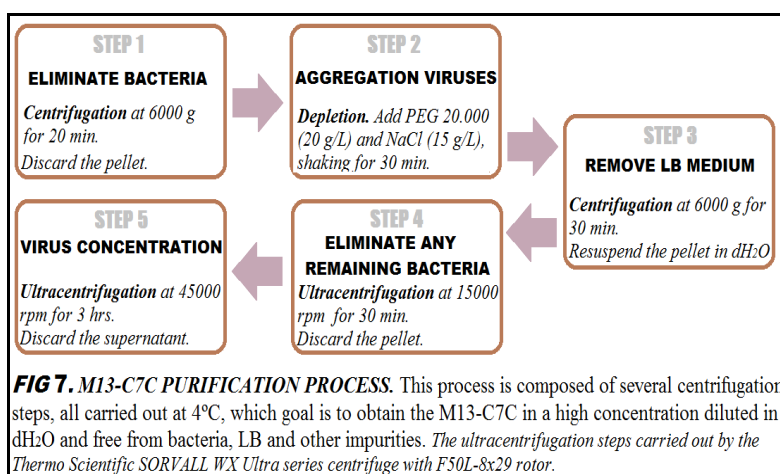 STEP 1
ELIMINATE BACTERIA
Centrifugation at 6000 g
for 20 min.
Discard the pellet.
STEP 2
AGGREGATION VIRUSES
Depletion. Add PEG 20.000
(20 g/L) and NaCl (15 g/L),
shaking for 30 min.
STEP 3
REMOVE LB MEDIUM
Centrifugation at 6000 g for
30 min.
Resuspend the pellet in dH2O
STEP 4
ELIMINATE ANY
REMAINING BACTERIA
Ultracentrifugation at 15000
rpm for 30 min.
Discard the pellet.
STEP 5
VIRUS CONCENTRATION
Ultracentrifugation at 45000
rpm for 3 hrs.
Discard the supernatant.
FIG 7. M13-C7C PURIFICATION PROCESS. This process is composed of several centrifugation
steps, all carried out at 4ºC, which goal is to obtain the M13-C7C in a high concentration diluted in
dH2O and free from bacteria, LB and other impurities. The ultracentrifugation steps carried out by the
Thermo Scientific SORVALL WX Ultra series centrifuge with F50L-8x29 rotor.